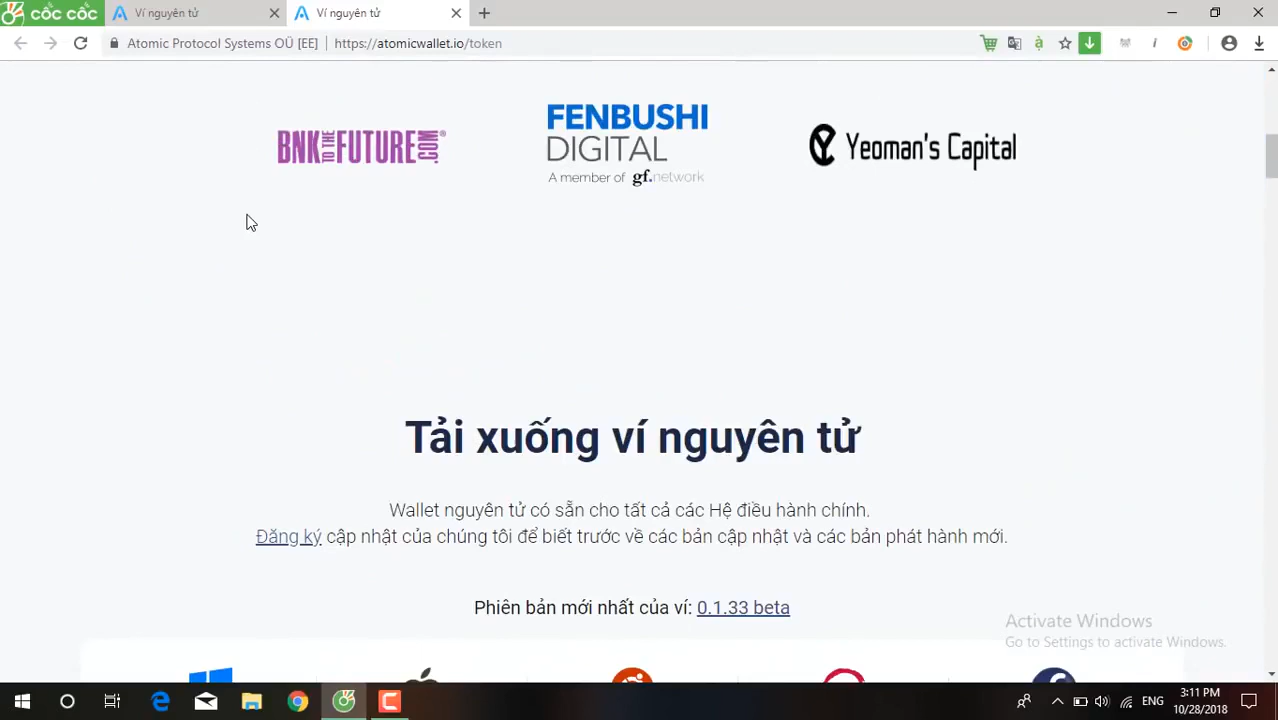 cốc cốc
Ví nguyên tử
Ví nguyên tử
Atomic Protocol Systems OÜ [EE]
https://atomicwallet.io/token
BNK TO THE FUTURE .COM
FENBUSHI
DIGITAL
A member of gf.network
Yeoman's Capital
Tải xuống ví nguyên tử
Wallet nguyên tử có sẵn cho tất cả các Hệ điều hành chính.
Đăng ký cập nhật của chúng tôi để biết trước về các bản cập nhật và các bản phát hành mới.
Phiên bản mới nhất của ví: 0.1.33 beta
Activate Windows
Go to Settings to activate Windows.
ENG
3:11 PM
10/28/2018